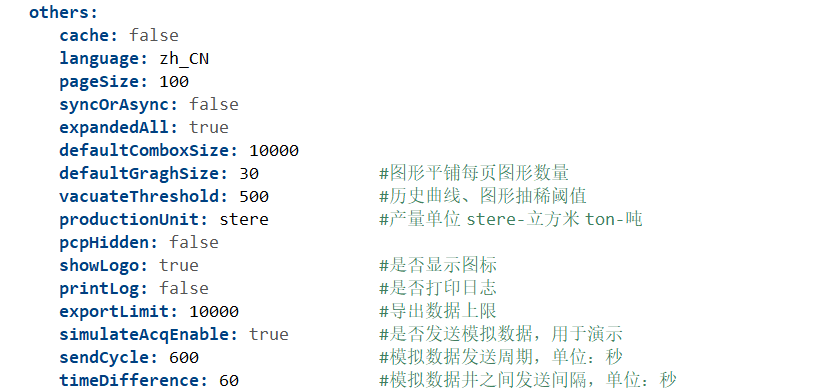 others:
cache: false
language: zh_CN
pageSize: 100
syncOrAsync: false
expandedAll: true
defaultComboxSize: 10000
defaultGraghSize: 30 #图形平铺每页图形数量
vacuateThreshold: 500 #历史曲线、图形抽稀阈值
productionUnit: stere #产量单位 stere-立方米 ton-吨
pcpHidden: false
showLogo: true #是否显示图标
printLog: false #是否打印日志
exportLimit: 10000 #导出数据上限
simulateAcqEnable: true #是否发送模拟数据，用于演示
sendCycle: 600 #模拟数据发送周期，单位：秒
timeDifference: 60 #模拟数据井之间发送间隔，单位：秒